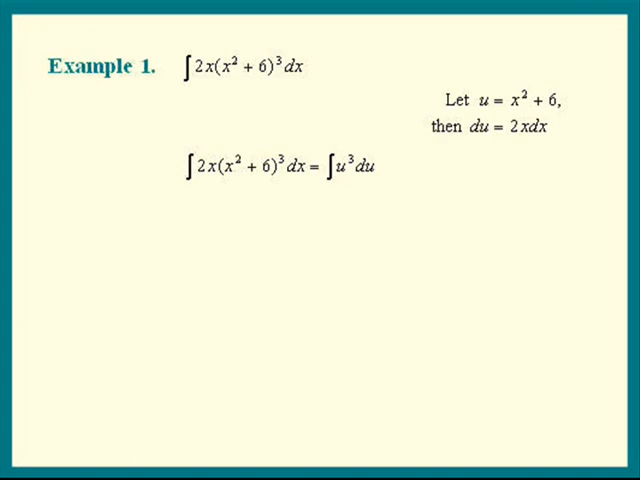 Example 1. ∫ 2x(x² + 6)³ dx
Let u = x² + 6,
then du = 2xdx
∫ 2x(x² + 6)³ dx = ∫ u³ du